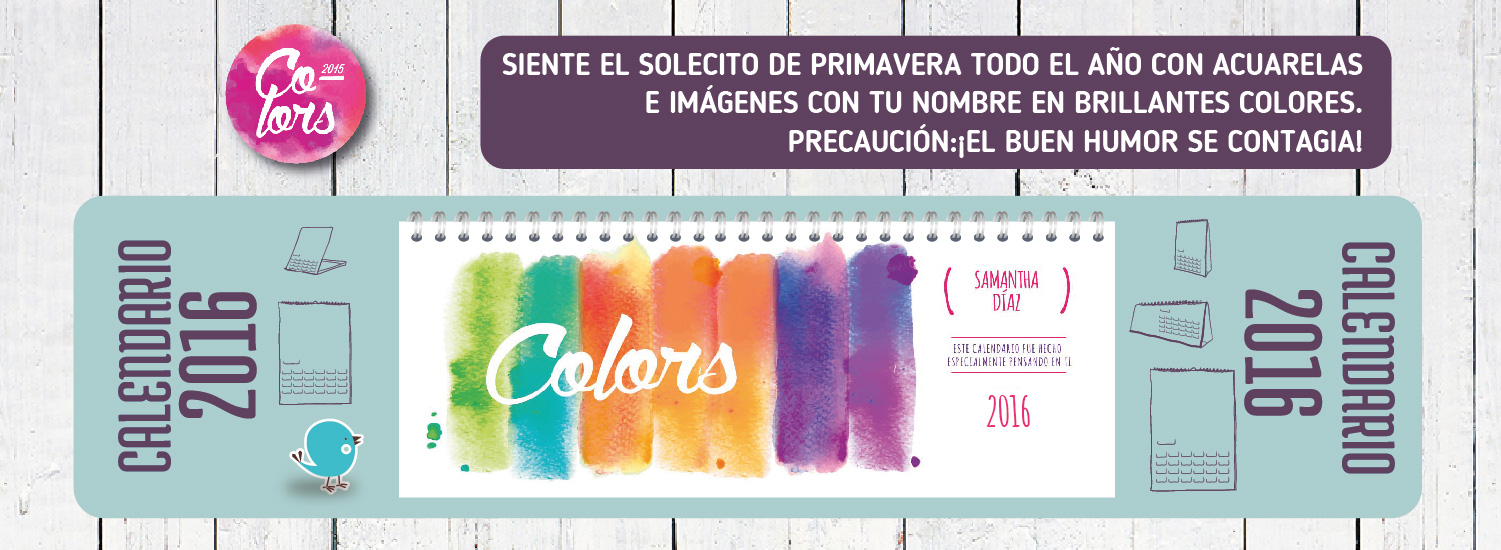 Co
2015
lors
SIENTE EL SOLECITO DE PRIMAVERA TODO EL AÑO CON ACUARELAS
E IMÁGENES CON TU NOMBRE EN BRILLANTES COLORES.
PRECAUCIÓN:¡EL BUEN HUMOR SE CONTAGIA!
CALENDARIO
2016
Colors
SAMANTHA
DÍAZ
ESTE CALENDARIO FUE HECHO
ESPECIALMENTE PENSANDO EN TI
2016
2016
CALENDARIO